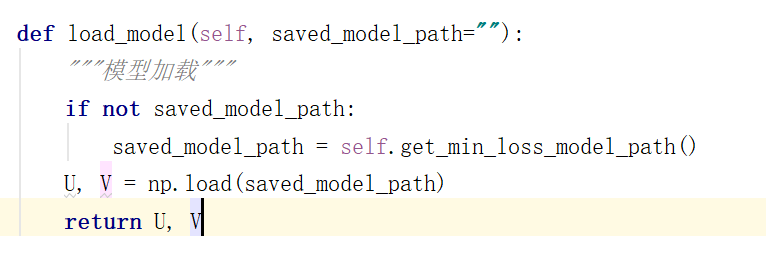 def load_model(self, saved_model_path=""):
    """模型加载"""
    if not saved_model_path:
        saved_model_path = self.get_min_loss_model_path()
    U, V = np.load(saved_model_path)
    return U, V